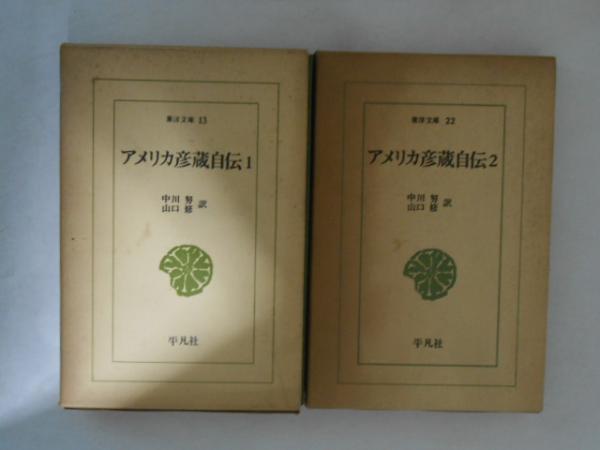 東洋文庫 13
アメリカ彦蔵自伝1
中川 努
山口 修 訳
平凡社
東洋文庫 22
アメリカ彦蔵自伝2
中川 努
山口 修 訳
平凡社